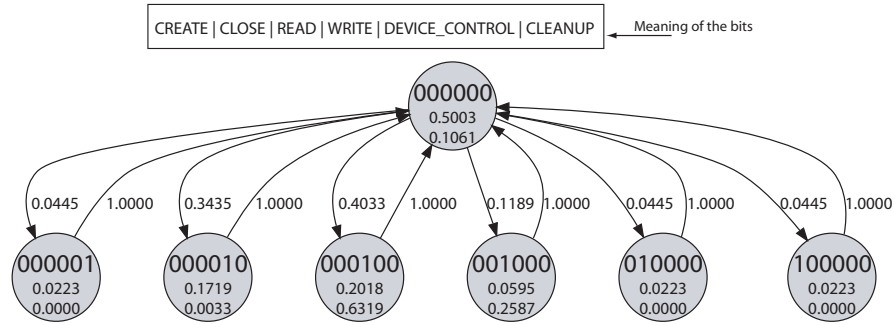 CREATE | CLOSE | READ | WRITE | DEVICE_CONTROL | CLEANUP
Meaning of the bits
000000
0.5003
0.1061
0.0445 1.0000 0.3435 1.0000 0.4033 1.0000 0.1189 1.0000 0.0445 1.0000 0.0445 1.0000
000001 000010 000100 001000 010000 100000
0.0223 0.1719 0.2018 0.0595 0.0223 0.0223
0.0000 0.0033 0.6319 0.2587 0.0000 0.0000